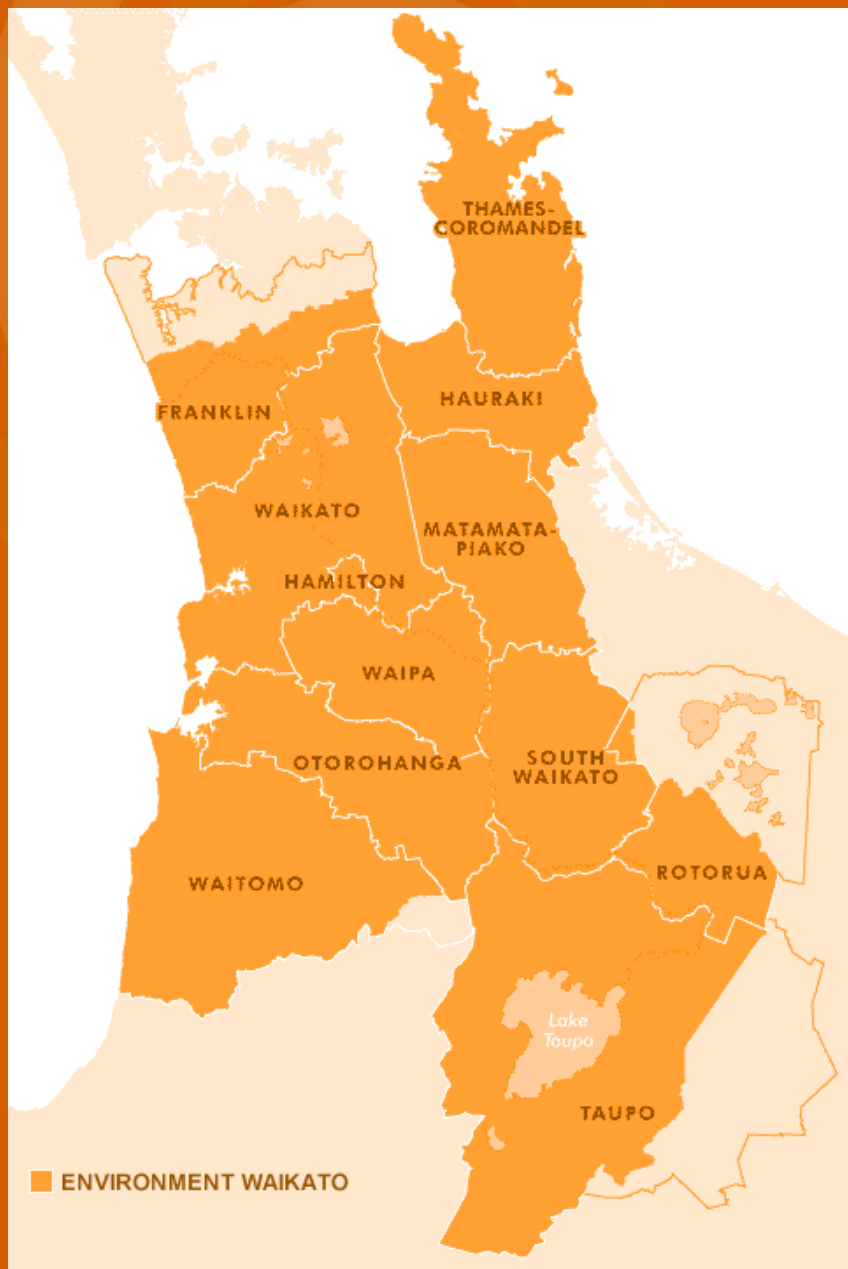 THAMES-
COROMANDEL
HAURAKI
FRANKLIN
WAIKATO
MATAMATA-
PIAKO
HAMILTON
WAIPA
OTOROHANGA
SOUTH
WAIKATO
WAITOMO
ROTORUA
Lake
Taupo
TAUPO
ENVIRONMENT WAIKATO